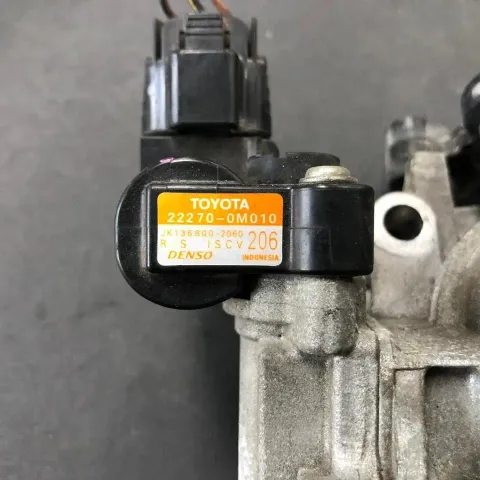 TOYOTA
22270-0M010
JK136800-2060
R S ISCV 206
DENSO INDONESIA